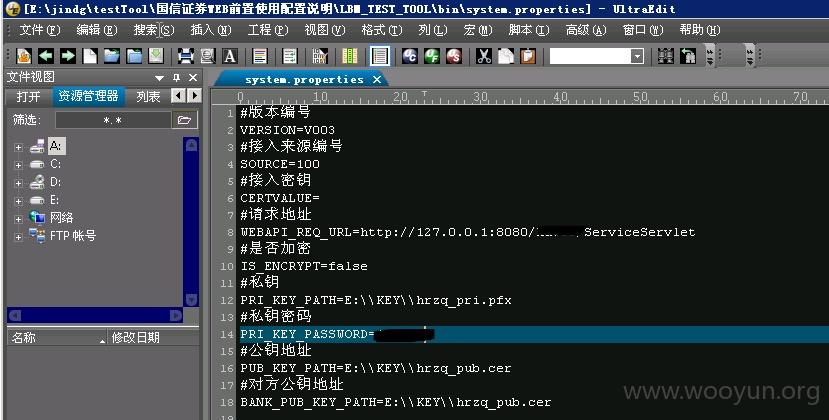 [E:\jindg\testTool\国信证券WEB前置使用配置说明\LBM_TEST_TOOL\bin\system.properties] - UltraEdit
文件(F) 编辑(E) 搜索(S) 插入(N) 工程(P) 视图(V) 格式(T) 列(L) 宏(M) 脚本(I) 高级(A) 窗口(W) 帮助(H)
文件视图
system.properties
打开 资源管理器 列表
筛选: *.*
A:
C:
D:
E:
网络
FTP 帐号
名称 修改日期
0 10 20 30 40 50 60 70
1 #版本编号
2 VERSION=V003
3 #接入来源编号
4 SOURCE=100
5 #接入密钥
6 CERTVALUE=
7 #请求地址
8 WEBAPI_REQ_URL=http://127.0.0.1:8080/ ServiceServlet
9 #是否加密
10 IS_ENCRYPT=false
11 #私钥
12 PRI_KEY_PATH=E:\\KEY\\hrzq_pri.pfx
13 #私钥密码
14 PRI_KEY_PASSWORD=
15 #公钥地址
16 PUB_KEY_PATH=E:\\KEY\\hrzq_pub.cer
17 #对方公钥地址
18 BANK_PUB_KEY_PATH=E:\\KEY\\hrzq_pub.cer
19
www.wooyun.org